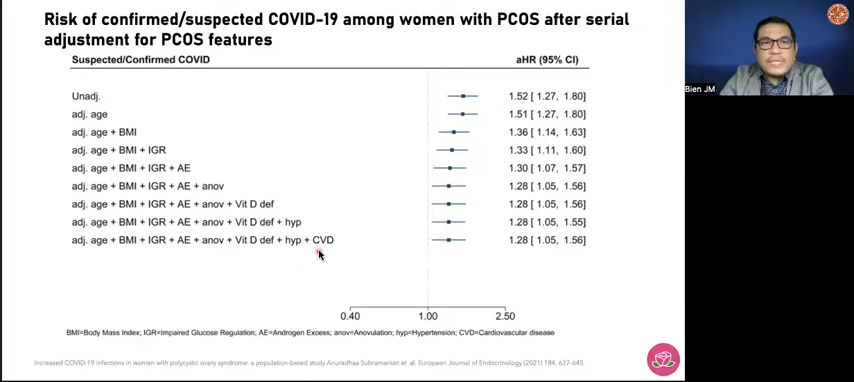 Risk of confirmed/suspected COVID-19 among women with PCOS after serial
adjustment for PCOS features
Suspected/Confirmed COVID aHR (95% CI)
Unadj. 1.52 [ 1.27, 1.80]
adj. age 1.51 [ 1.27, 1.80]
adj. age + BMI 1.36 [ 1.14, 1.63]
adj. age + BMI + IGR 1.33 [ 1.11, 1.60]
adj. age + BMI + IGR + AE 1.30 [ 1.07, 1.57]
adj. age + BMI + IGR + AE + anov 1.28 [ 1.05, 1.56]
adj. age + BMI + IGR + AE + anov + Vit D def 1.28 [ 1.05, 1.56]
adj. age + BMI + IGR + AE + anov + Vit D def + hyp 1.28 [ 1.05, 1.55]
adj. age + BMI + IGR + AE + anov + Vit D def + hyp + CVD 1.28 [ 1.05, 1.56]
0.40 1.00 2.50
BMI=Body Mass Index; IGR=Impaired Glucose Regulation; AE=Androgen Excess; anov=Anovulation; hyp=Hypertension; CVD=Cardiovascular disease
Increased COVID-19 infections in women with polycystic ovary syndrome: a population-based study Anuradhaa Subramanian et al. European Journal of Endocrinology (2021) 184, 637-645
Bien JM